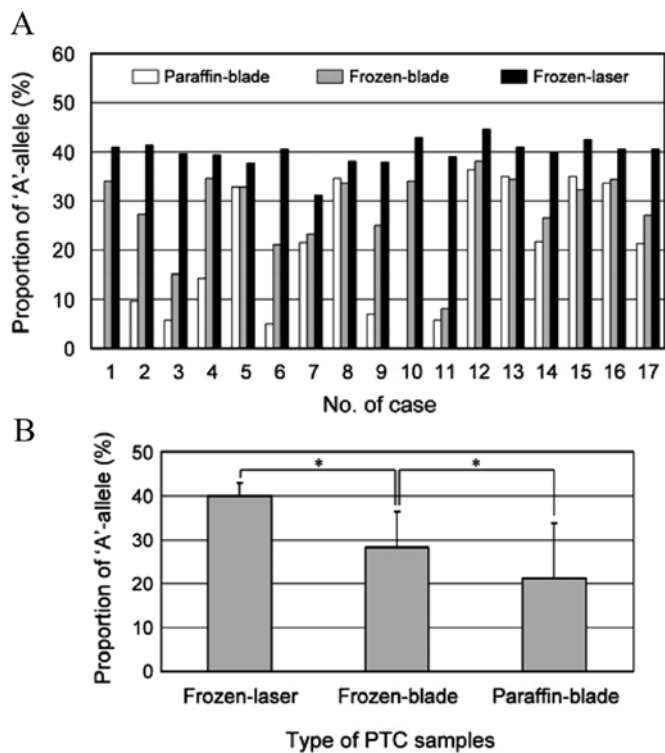 A
Proportion of 'A'-allele (%)
60
50
40
30
20
10
0
Paraffin-blade Frozen-blade Frozen-laser
1 2 3 4 5 6 7 8 9 10 11 12 13 14 15 16 17
No. of case
B
Proportion of 'A'-allele (%)
50
40
30
20
10
0
* *
Frozen-laser Frozen-blade Paraffin-blade
Type of PTC samples